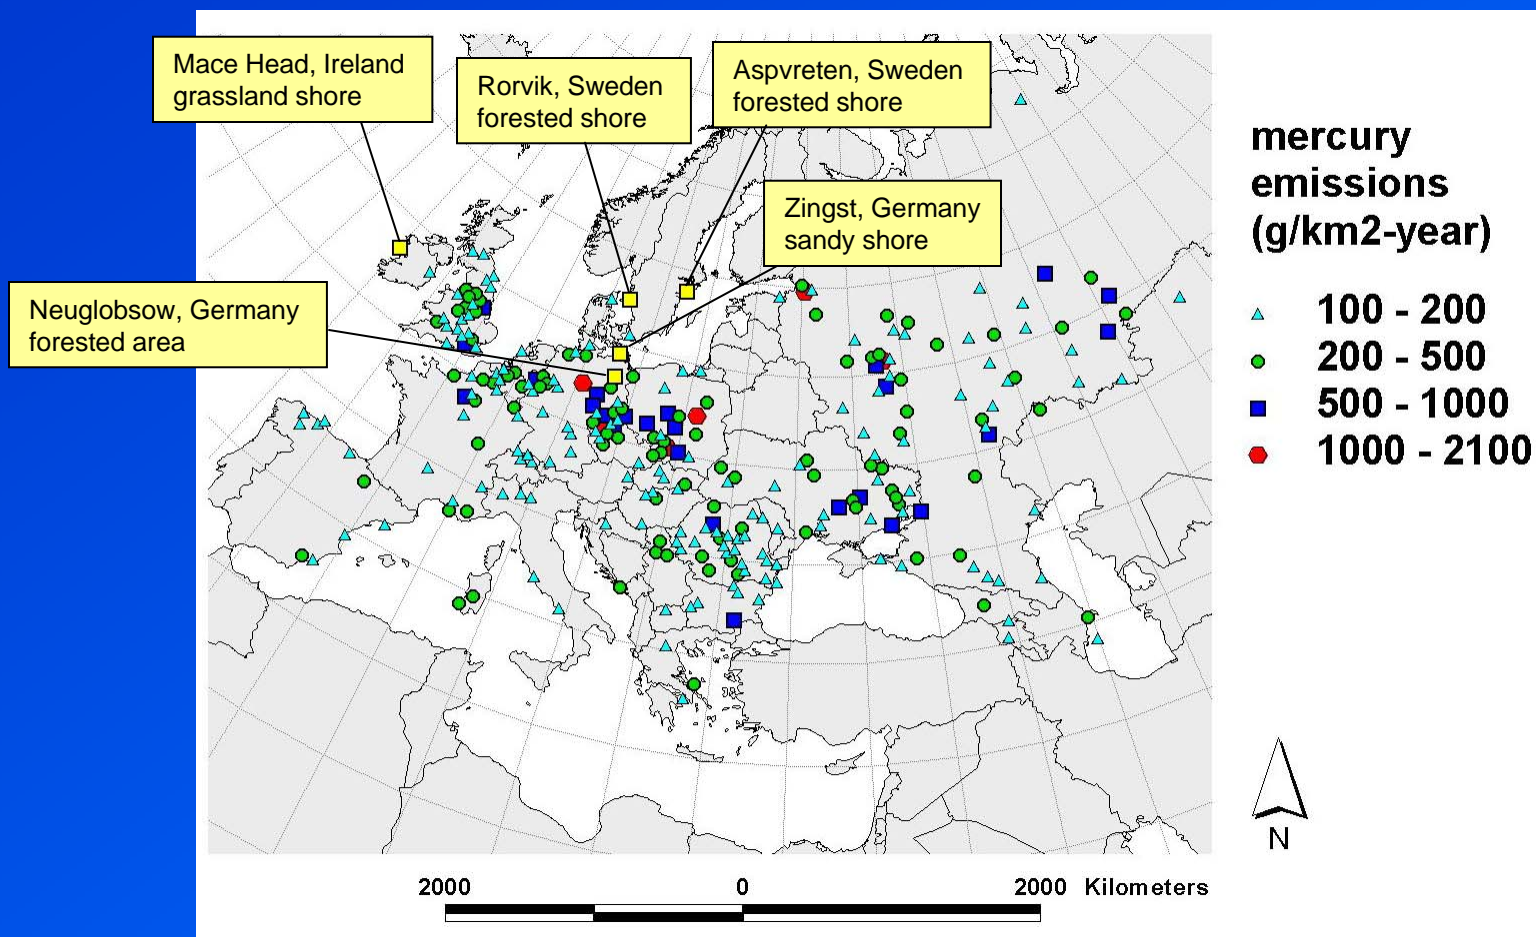 Mace Head, Ireland
grassland shore
Rorvik, Sweden
forested shore
Aspvreten, Sweden
forested shore
Zingst, Germany
sandy shore
Neuglobsow, Germany
forested area
mercury
emissions
(g/km2-year)
100 - 200
200 - 500
500 - 1000
1000 - 2100
N
2000 0 2000 Kilometers